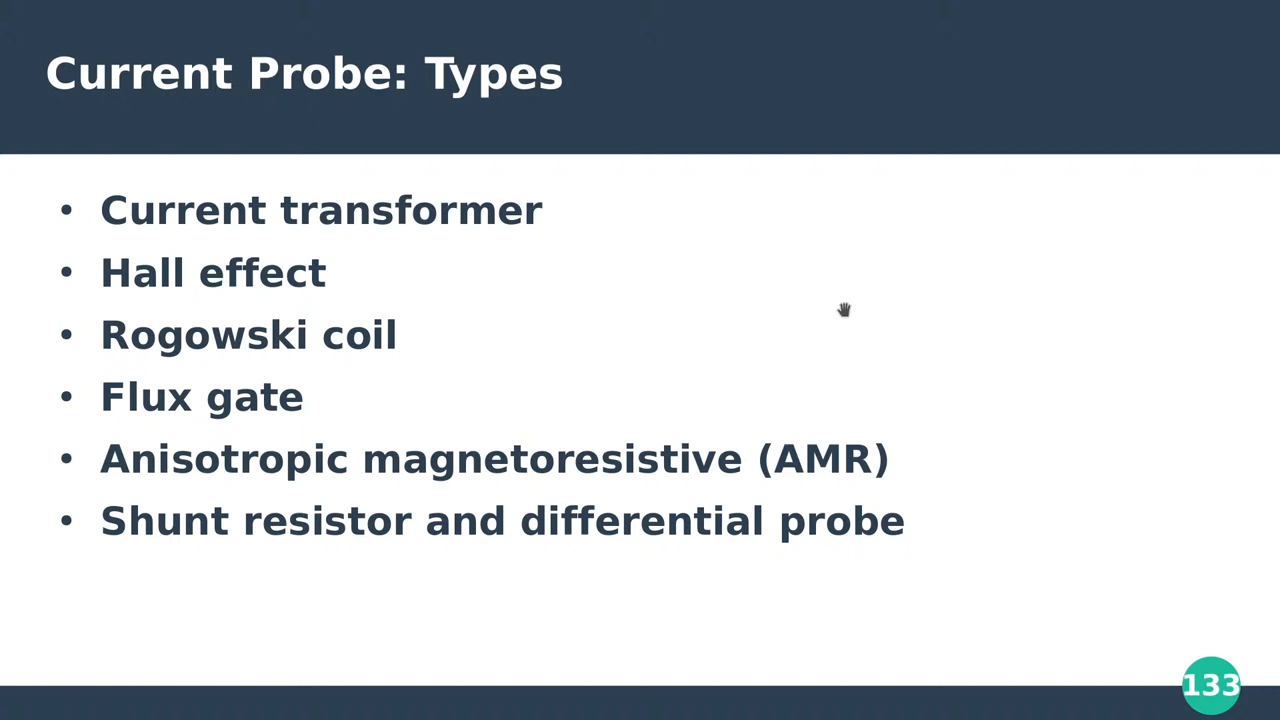 Current Probe: Types
• Current transformer
• Hall effect
• Rogowski coil
• Flux gate
• Anisotropic magnetoresistive (AMR)
• Shunt resistor and differential probe
133